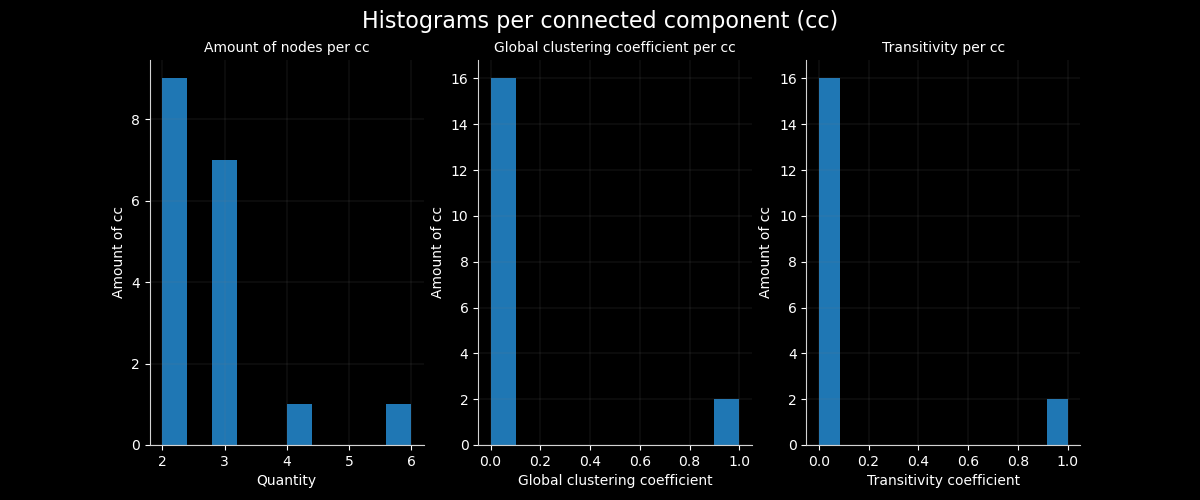 Histograms per connected component (cc)
Amount of nodes per cc
Global clustering coefficient per cc
Transitivity per cc
Amount of cc
8
6
4
2
0
2 3 4 5 6
Quantity
Amount of cc
16
14
12
10
8
6
4
2
0
0.0 0.2 0.4 0.6 0.8 1.0
Global clustering coefficient
Amount of cc
16
14
12
10
8
6
4
2
0
0.0 0.2 0.4 0.6 0.8 1.0
Transitivity coefficient